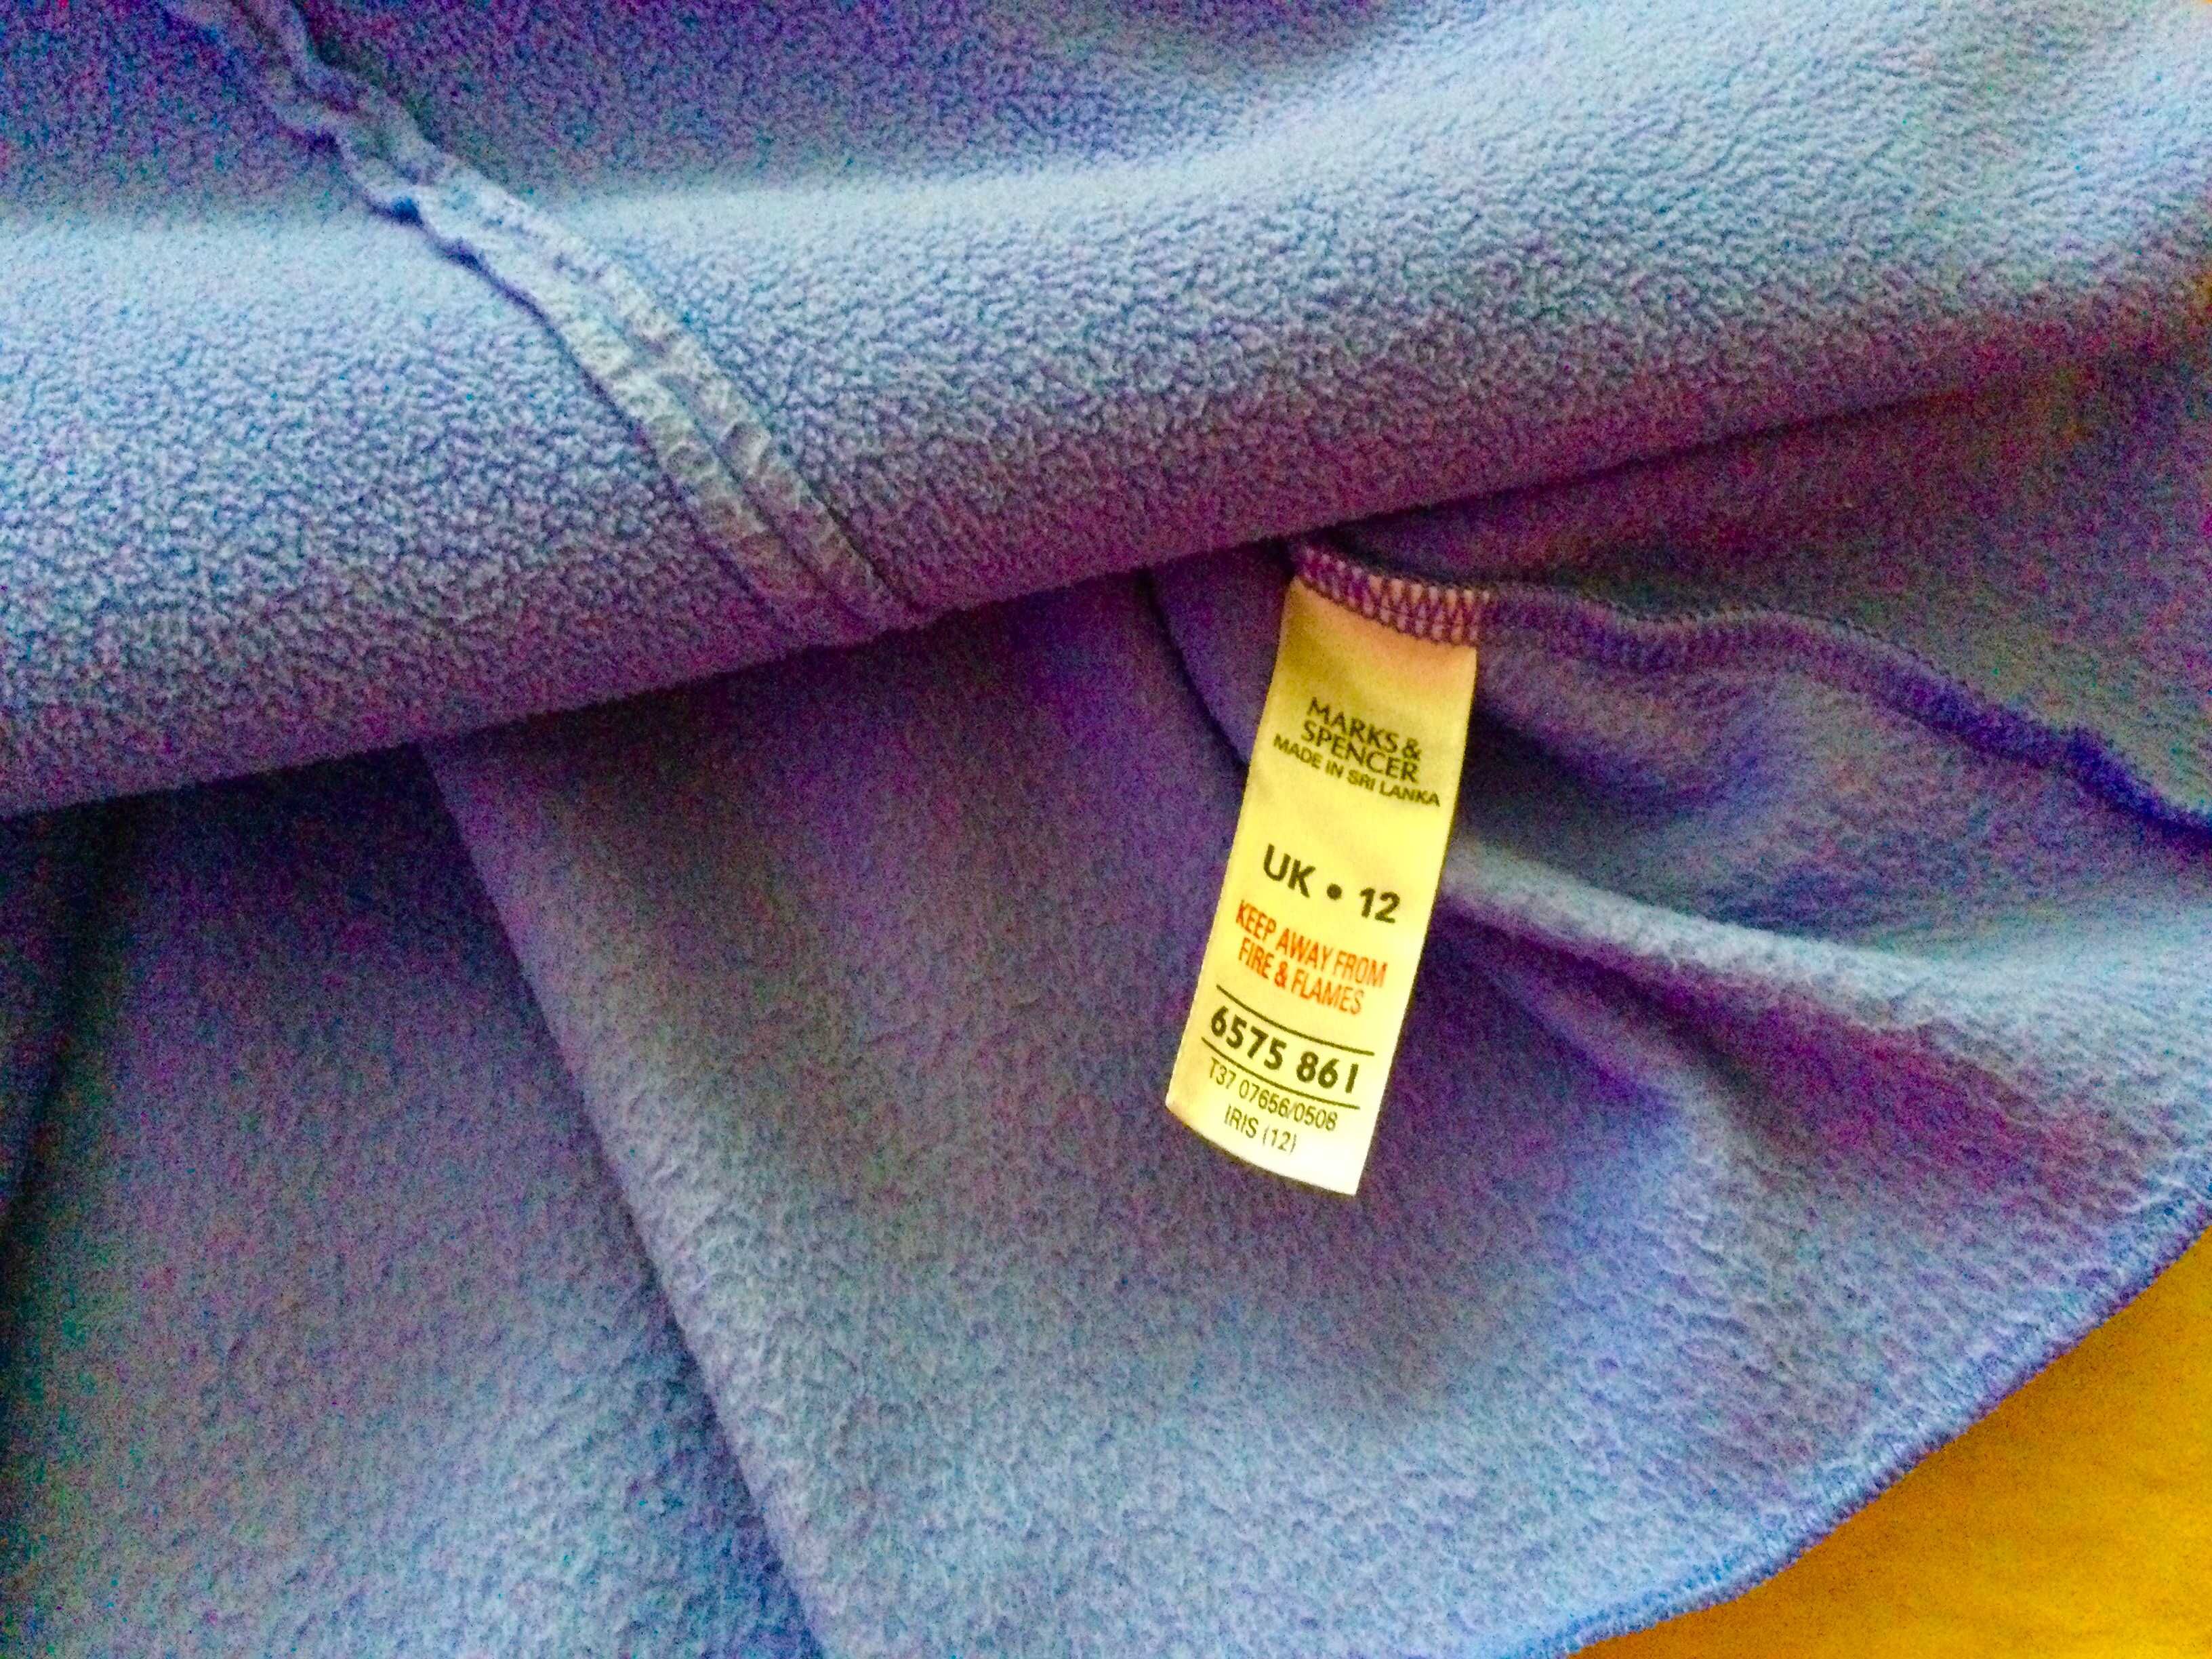 MARKS &
SPENCER
MADE IN SRI LANKA
UK • 12
KEEP AWAY FROM
FIRE & FLAMES
6575 861
T37 07656/0508
IRIS (12)